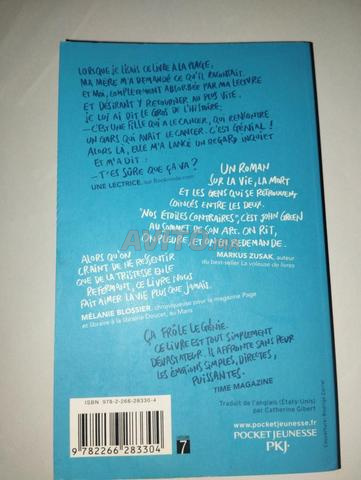 LORSQUE JE LISAIS CE LIVRE À LA PLAGE,
MA MÈRE M'A DEMANDÉ CE QU'IL RACONTAIT.
ET MOI, COMPLÈTEMENT ABSORBÉE PAR MA LECTURE
ET DÉSIRANT Y RETOURNER AU PLUS VITE,
JE LUI AI DIT LE GROS DE L'HISTOIRE:
–C'EST UNE FILLE QUI A LE CANCER, QUI RENCONTRE
UN GARS QUI AVAIT LE CANCER. C'EST GÉNIAL!
ALORS LÀ, ELLE M'A LANCÉ UN REGARD INQUIET
ET M'A DIT:
–T'ES SÛRE QUE ÇA VA?
UNE LECTRICE, sur Booknode.com
UN ROMAN
SUR LA VIE, LA MORT
ET LES GENS QUI SE RETROUVENT
COINCÉS ENTRE LES DEUX.
"NOS ÉTOILES CONTRAIRES", C'EST JOHN GREEN
AU SOMMET DE SON ART. ON RIT,
ON PLEURE ET ON EN REDEMANDE.
MARKUS ZUSAK, auteur
du best-seller La voleuse de livres
ALORS QU'ON
CRAINT DE NE RESSENTIR
QUE DE LA TRISTESSE EN LE
REFERMANT, CE LIVRE NOUS
FAIT AIMER LA VIE PLUS QUE JAMAIS.
MÉLANIE BLOSSIER, chroniqueuse pour le magazine Page
et libraire à la librairie Doucet, au Mans
ÇA FRÔLE LE GÉNIE.
CE LIVRE EST TOUT SIMPLEMENT
DÉVASTATEUR. IL AFFRONTE SANS PEUR
LES ÉMOTIONS SIMPLES, DIRECTES,
PUISSANTES.
TIME MAGAZINE
ISBN 978-2-266-28330-4
9 782266 283304
7
Traduit de l'anglais (États-Unis)
par Catherine Gibert
www.pocketjeunesse.fr
POCKET JEUNESSE
PKJ·
Couverture: Rodrigo Corral